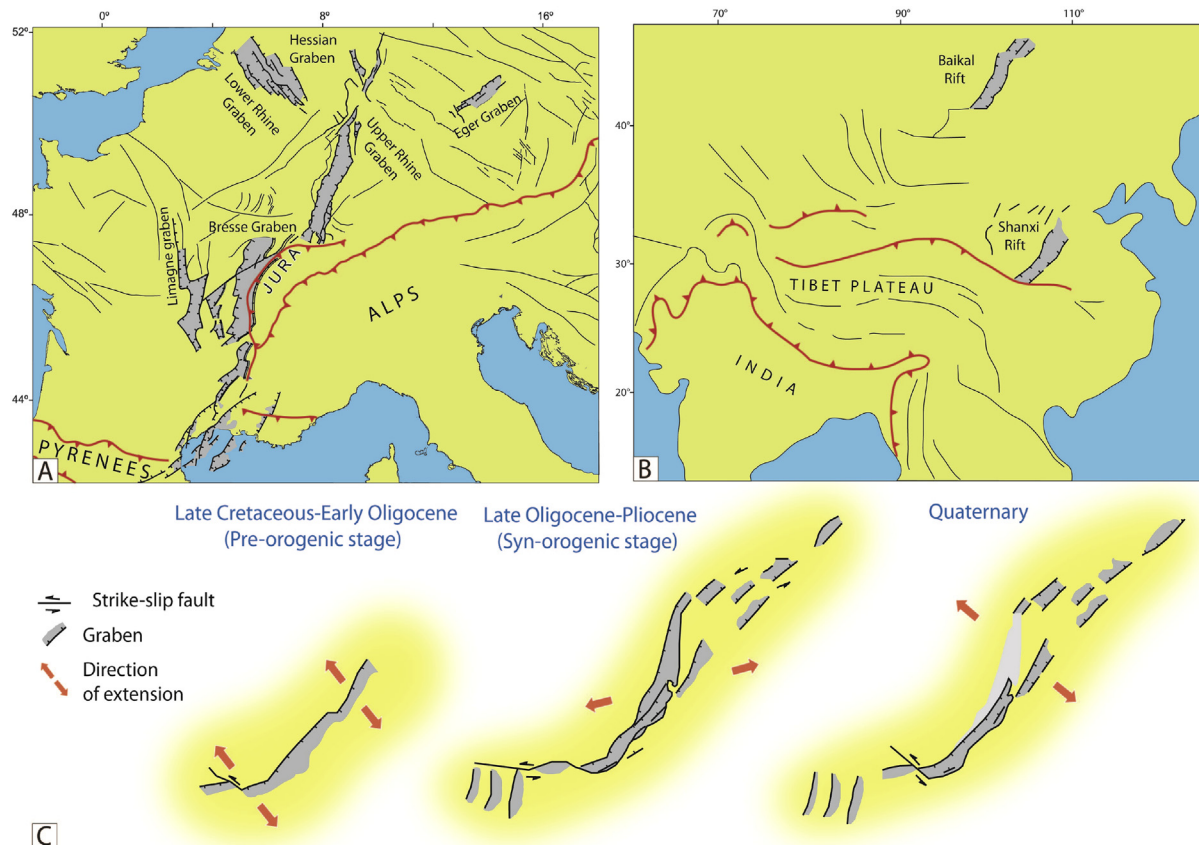 0°
8°
16°
52°
48°
44°
Hessian
Graben
Lower Rhine
Graben
Upper Rhine
Graben
Eger Graben
Limagne graben
Bresse Graben
JURA
ALPS
PYRENEES
A
70°
90°
110°
40°
30°
20°
Baikal
Rift
Shanxi
Rift
TIBET PLATEAU
INDIA
B
Late Cretaceous-Early Oligocene
(Pre-orogenic stage)
Late Oligocene-Pliocene
(Syn-orogenic stage)
Quaternary
Strike-slip fault
Graben
Direction
of extension
C